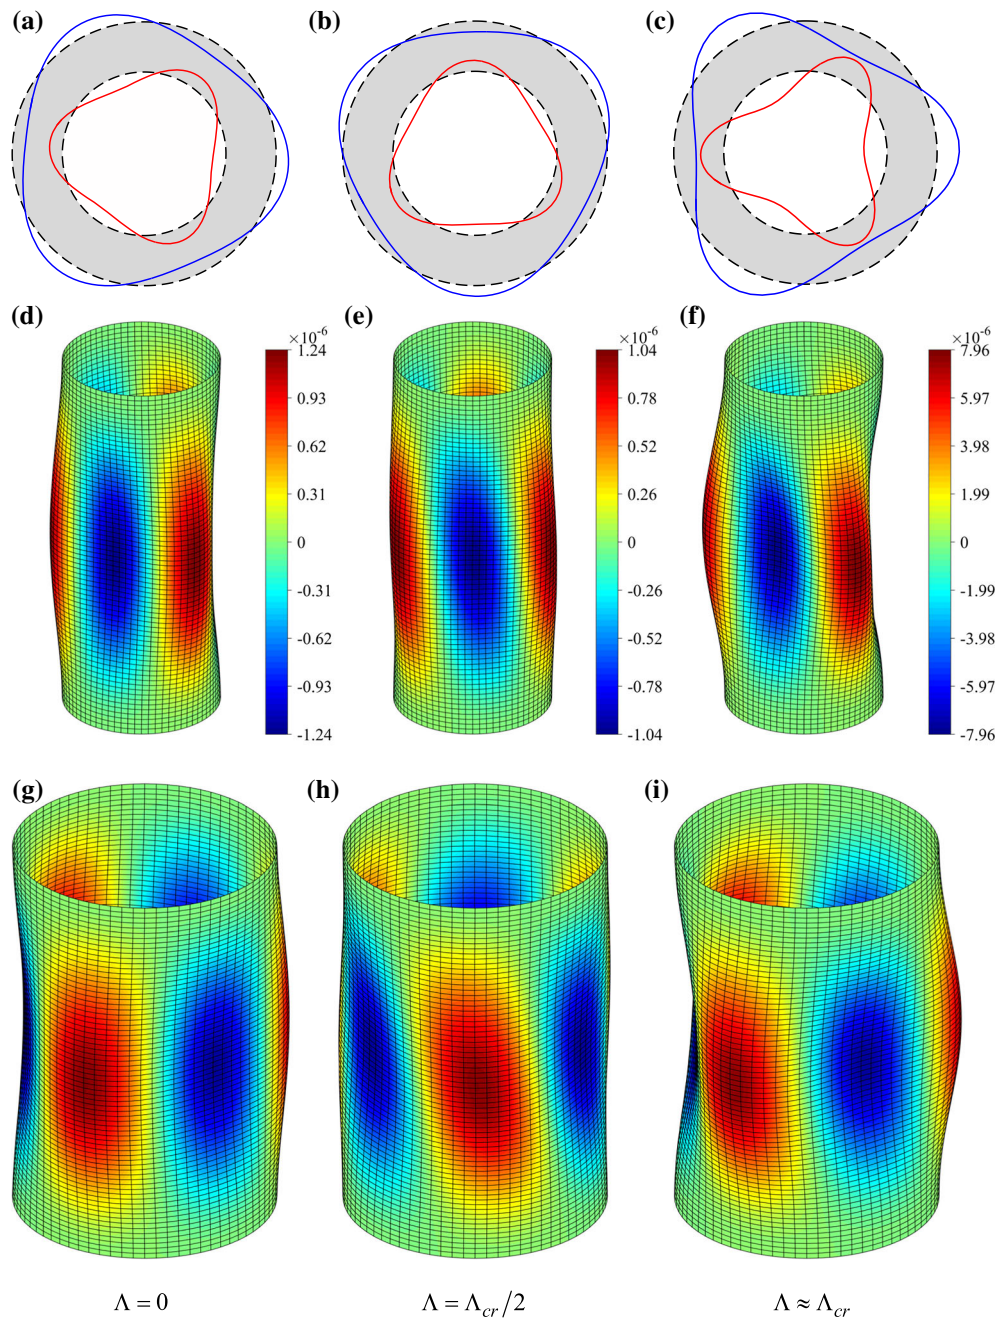 (a)
(b)
(c)
(d)
×10⁻⁶
1.24
0.93
0.62
0.31
0
-0.31
-0.62
-0.93
-1.24
(e)
×10⁻⁶
1.04
0.78
0.52
0.26
0
-0.26
-0.52
-0.78
-1.04
(f)
×10⁻⁶
7.96
5.97
3.98
1.99
0
-1.99
-3.98
-5.97
-7.96
(g)
(h)
(i)
Λ = 0
Λ = Λcr/2
Λ ≈ Λcr